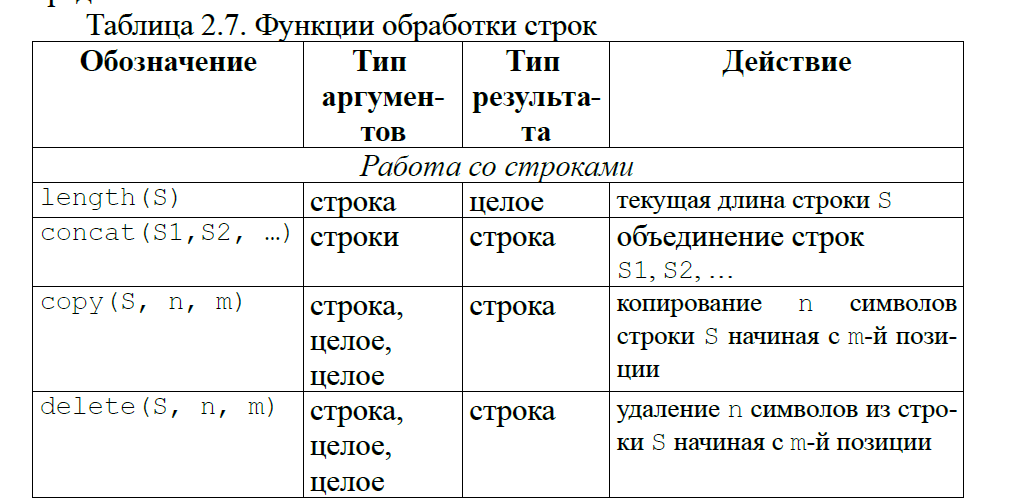 Таблица 2.7. Функции обработки строк
Обозначение
Тип
аргумен-
тов
Тип
результа-
та
Действие
Работа со строками
length(S)
строка
целое
текущая длина строки S
concat(S1,S2, …)
строки
строка
объединение строк
S1, S2, …
copy(S, n, m)
строка,
целое,
целое
строка
копирование n символов
строки S начиная с m-й пози-
ции
delete(S, n, m)
строка,
целое,
целое
строка
удаление n символов из стро-
ки S начиная с m-й позиции